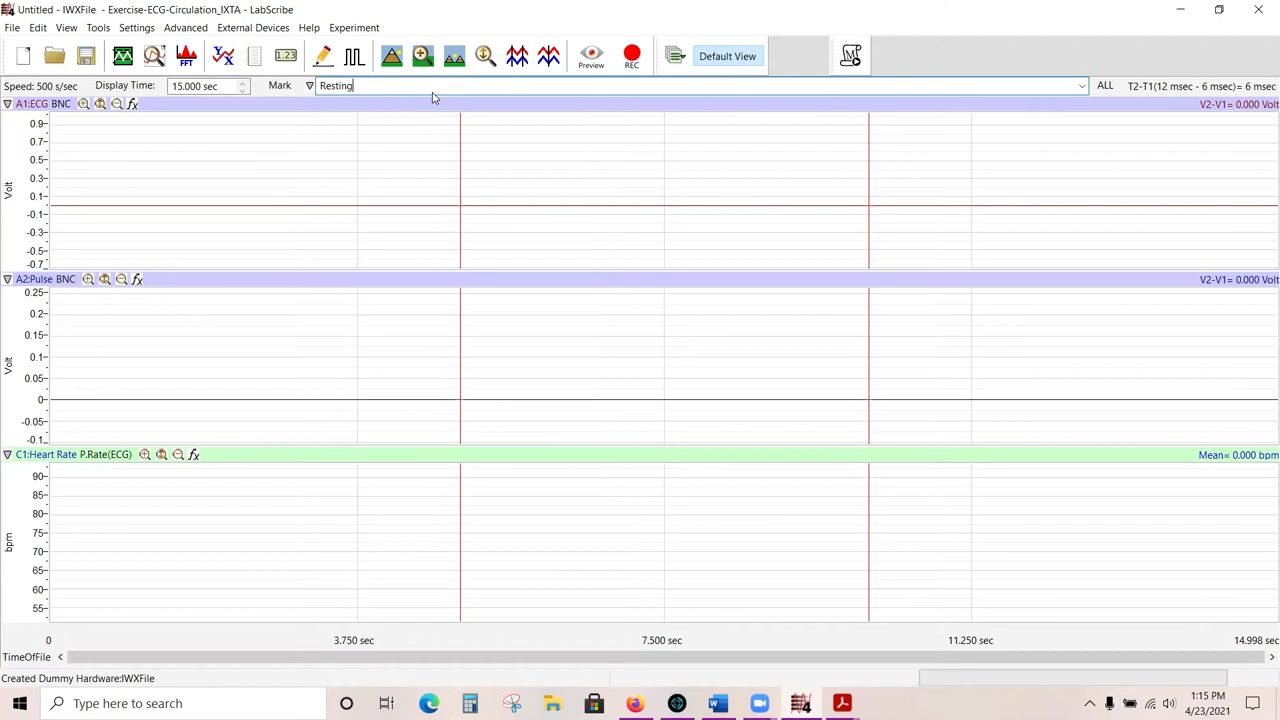 Untitled - IWXFile - Exercise-ECG-Circulation_IXTA - LabScribe
File Edit View Tools Settings Advanced External Devices Help Experiment
FFT Y/X 1.23 Preview REC Default View M
Speed: 500 s/sec Display Time: 15.000 sec Mark Resting ALL T2-T1(12 msec - 6 msec)= 6 msec
A1:ECG BNC fx V2-V1= 0.000 Volt
0.9
0.7
0.5
0.3
0.1
-0.1
-0.3
-0.5
-0.7
Volt
A2:Pulse BNC fx V2-V1= 0.000 Volt
0.25
0.2
0.15
0.1
0.05
0
-0.05
-0.1
Volt
C1:Heart Rate P.Rate(ECG) fx Mean= 0.000 bpm
90
85
80
75
70
65
60
55
bpm
0 3.750 sec 7.500 sec 11.250 sec 14.998 sec
TimeOfFile
Created Dummy Hardware:IWXFile
Type here to search
1:15 PM
4/23/2021